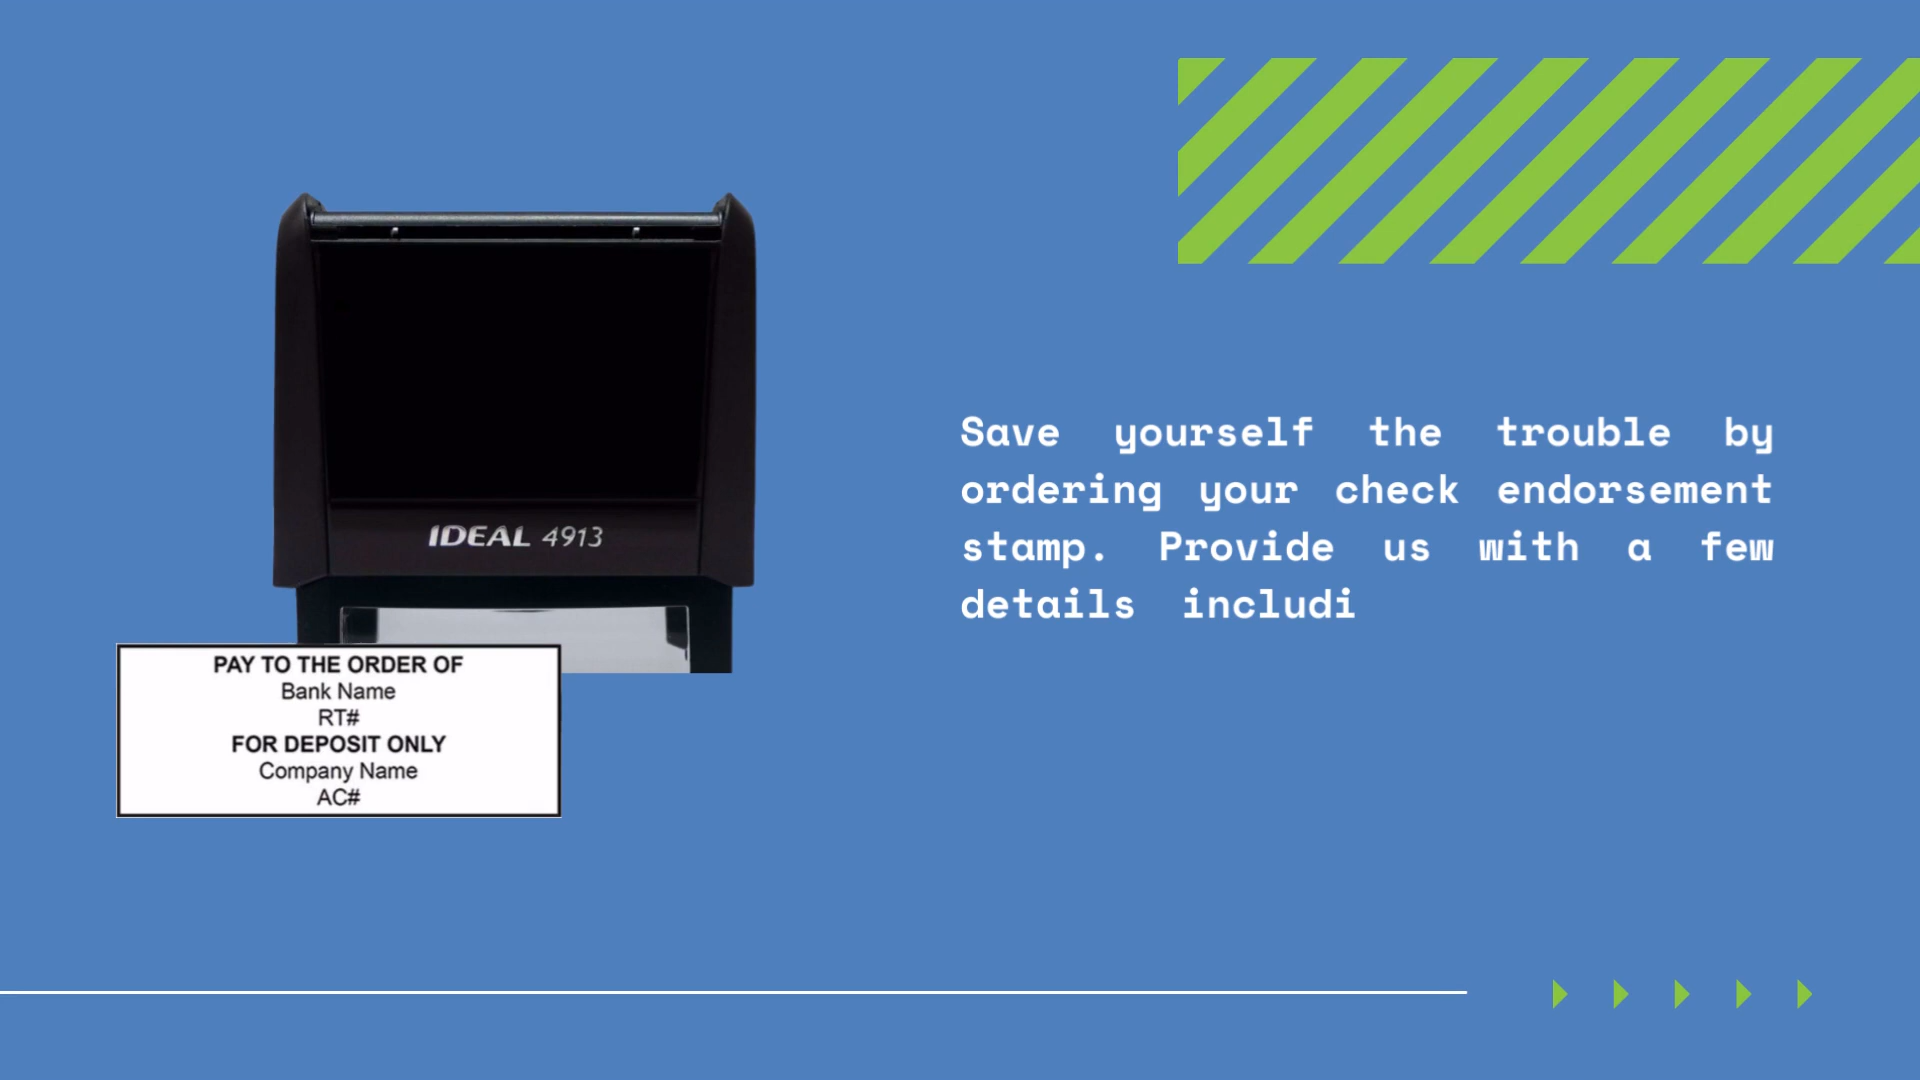 IDEAL 4913
PAY TO THE ORDER OF
Bank Name
RT#
FOR DEPOSIT ONLY
Company Name
AC#
Save yourself the trouble by
ordering your check endorsement
stamp. Provide us with a few
details includi